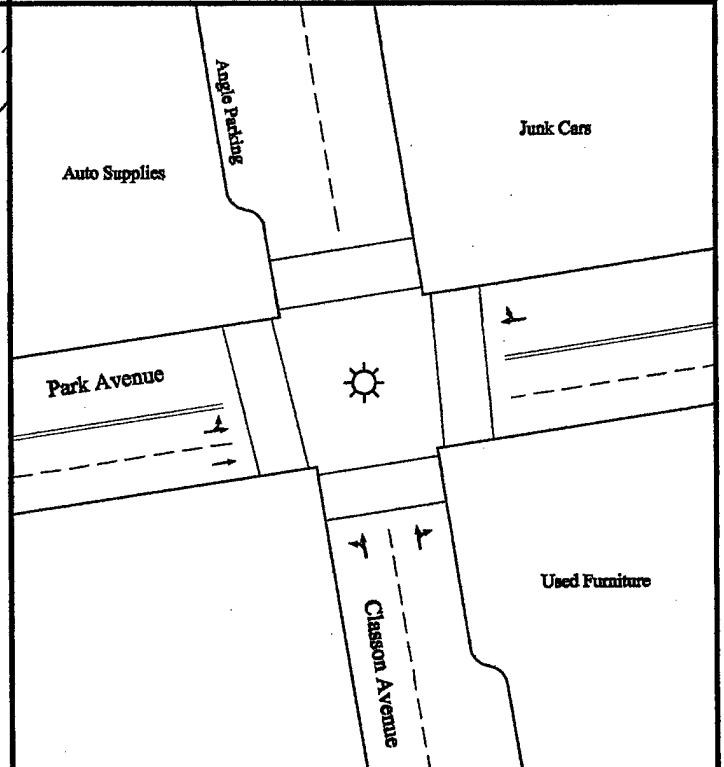 Angle Parking
Junk Cars
Auto Supplies
Park Avenue
Used Furniture
Classon Avenue